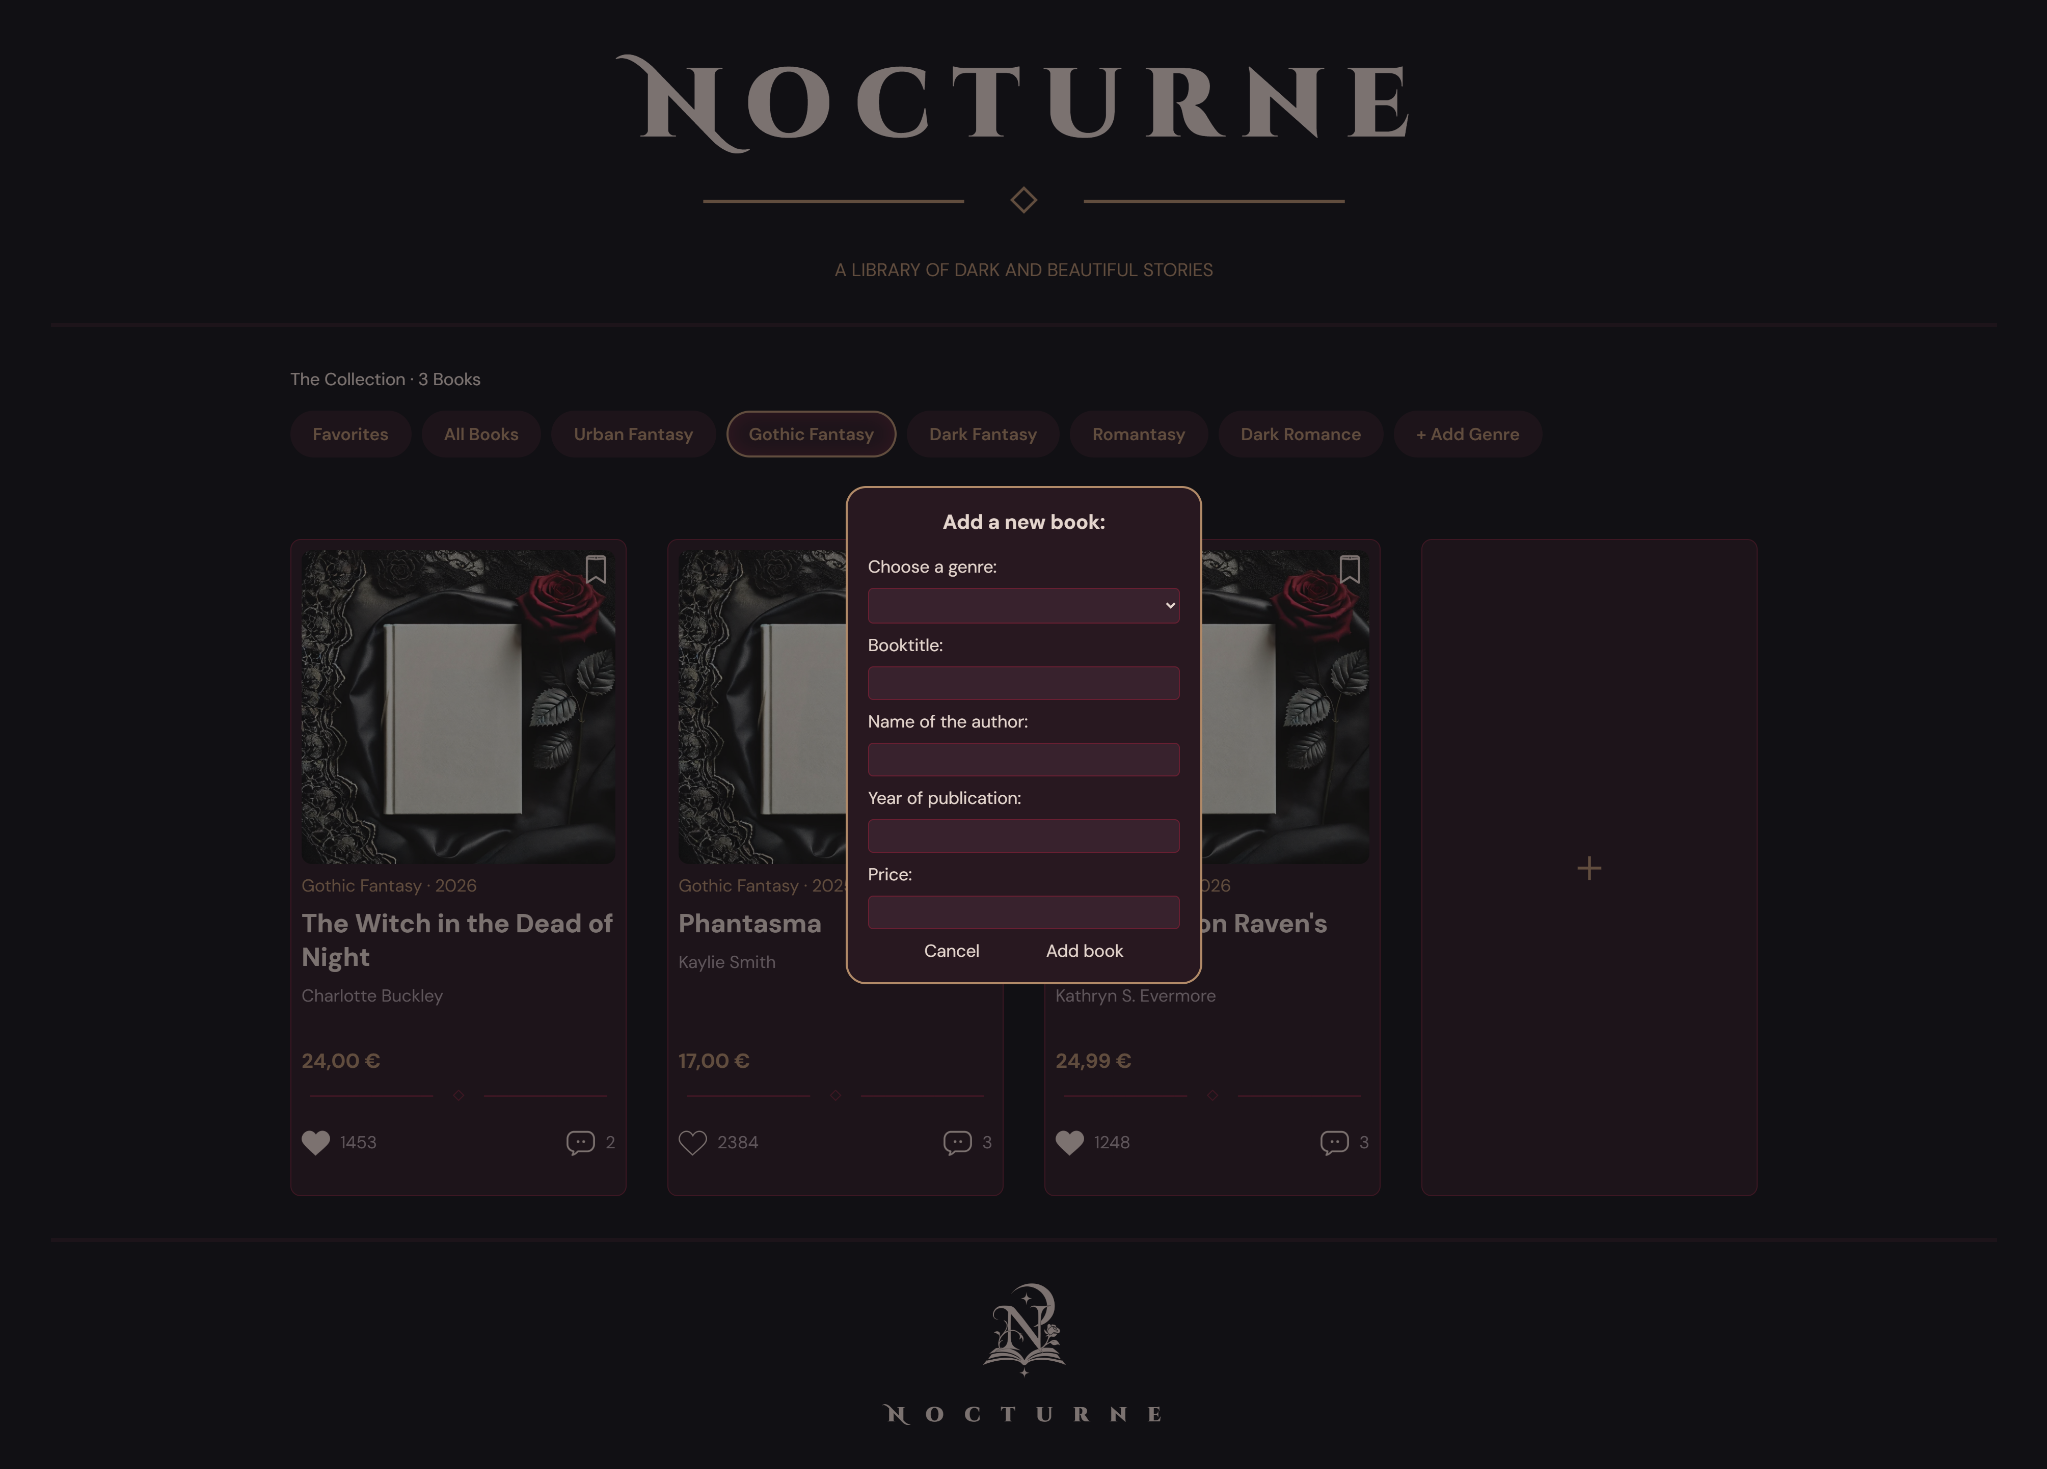 NOCTURNE
A LIBRARY OF DARK AND BEAUTIFUL STORIES
The Collection · 3 Books
Favorites
All Books
Urban Fantasy
Gothic Fantasy
Dark Fantasy
Romantasy
Dark Romance
+ Add Genre
Add a new book:
Choose a genre:
Booktitle:
Name of the author:
Year of publication:
Price:
Cancel
Add book
Gothic Fantasy · 2026
The Witch in the Dead of
Night
Charlotte Buckley
24,00 €
1453
2
Gothic Fantasy · 2025
Phantasma
Kaylie Smith
17,00 €
2384
3
on Raven's
Kathryn S. Evermore
24,99 €
1248
3
N
NOCTURNE